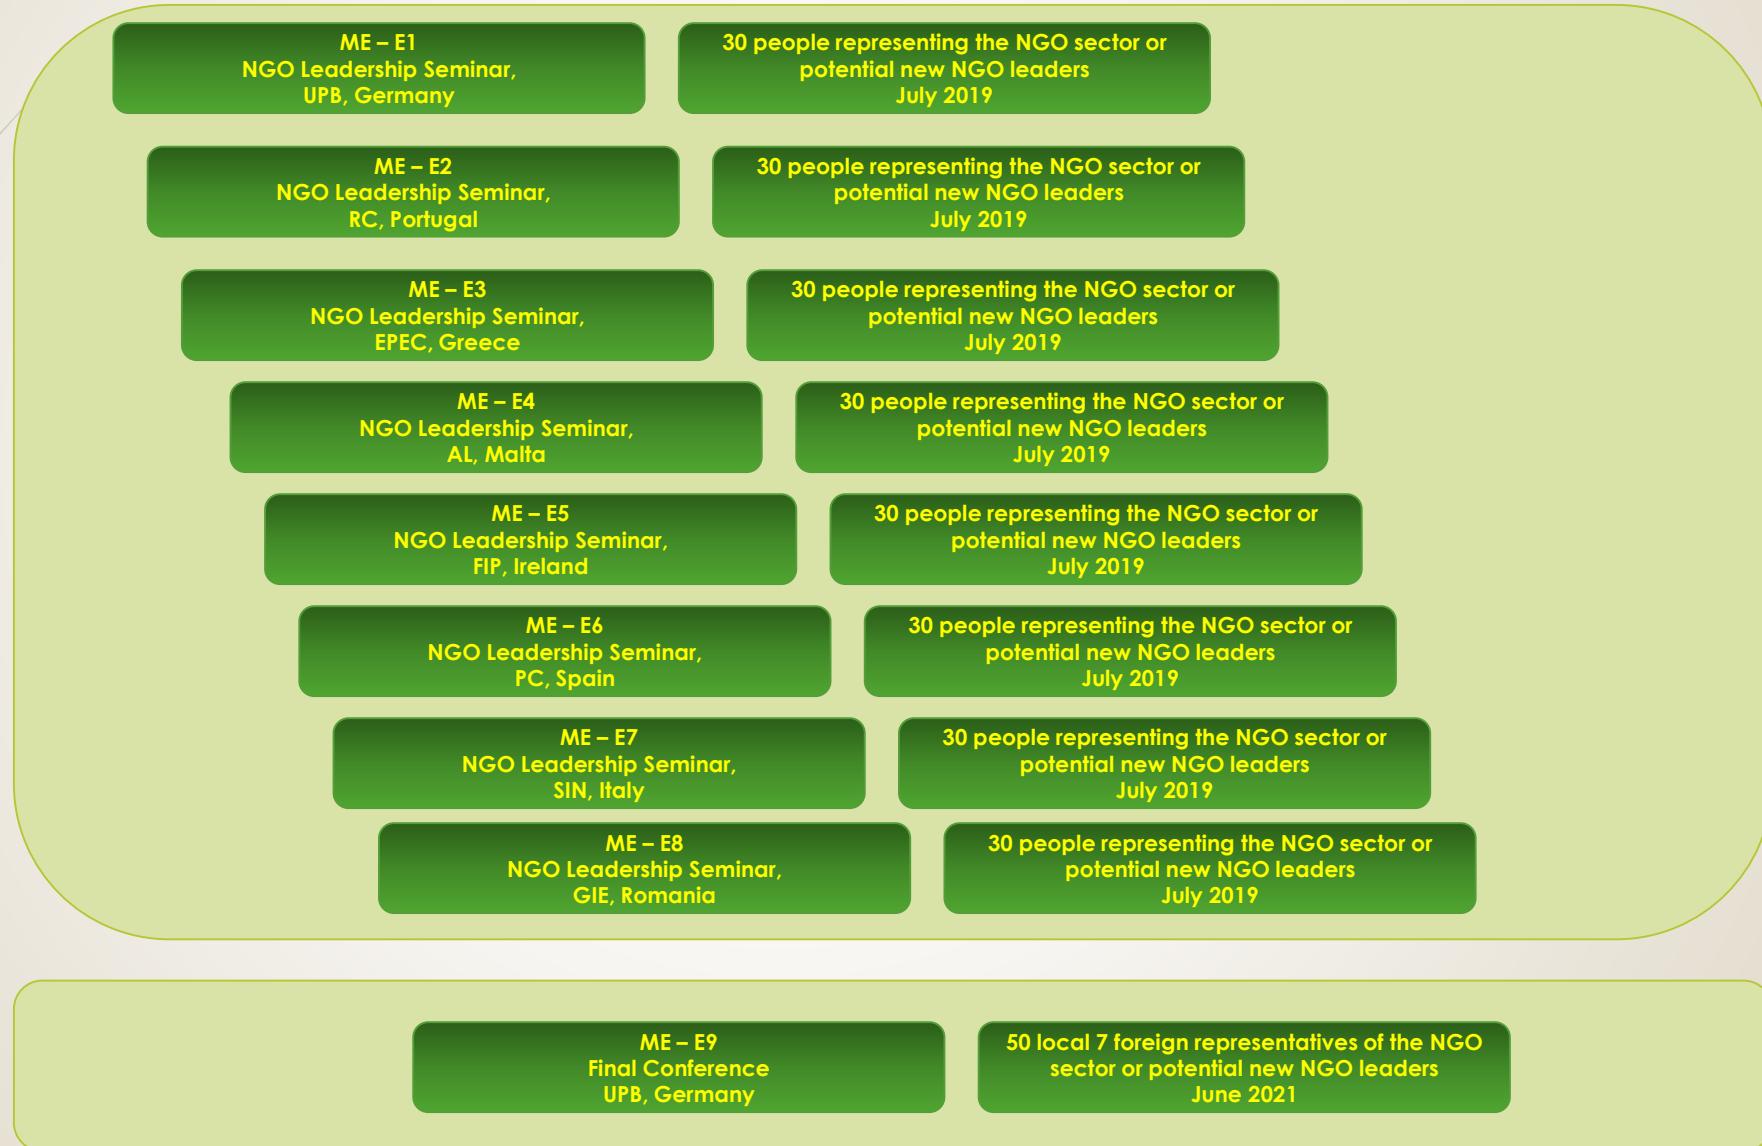 ME – E1
NGO Leadership Seminar,
UPB, Germany
30 people representing the NGO sector or
potential new NGO leaders
July 2019
ME – E2
NGO Leadership Seminar,
RC, Portugal
30 people representing the NGO sector or
potential new NGO leaders
July 2019
ME – E3
NGO Leadership Seminar,
EPEC, Greece
30 people representing the NGO sector or
potential new NGO leaders
July 2019
ME – E4
NGO Leadership Seminar,
AL, Malta
30 people representing the NGO sector or
potential new NGO leaders
July 2019
ME – E5
NGO Leadership Seminar,
FIP, Ireland
30 people representing the NGO sector or
potential new NGO leaders
July 2019
ME – E6
NGO Leadership Seminar,
PC, Spain
30 people representing the NGO sector or
potential new NGO leaders
July 2019
ME – E7
NGO Leadership Seminar,
SIN, Italy
30 people representing the NGO sector or
potential new NGO leaders
July 2019
ME – E8
NGO Leadership Seminar,
GIE, Romania
30 people representing the NGO sector or
potential new NGO leaders
July 2019
ME – E9
Final Conference
UPB, Germany
50 local 7 foreign representatives of the NGO
sector or potential new NGO leaders
June 2021